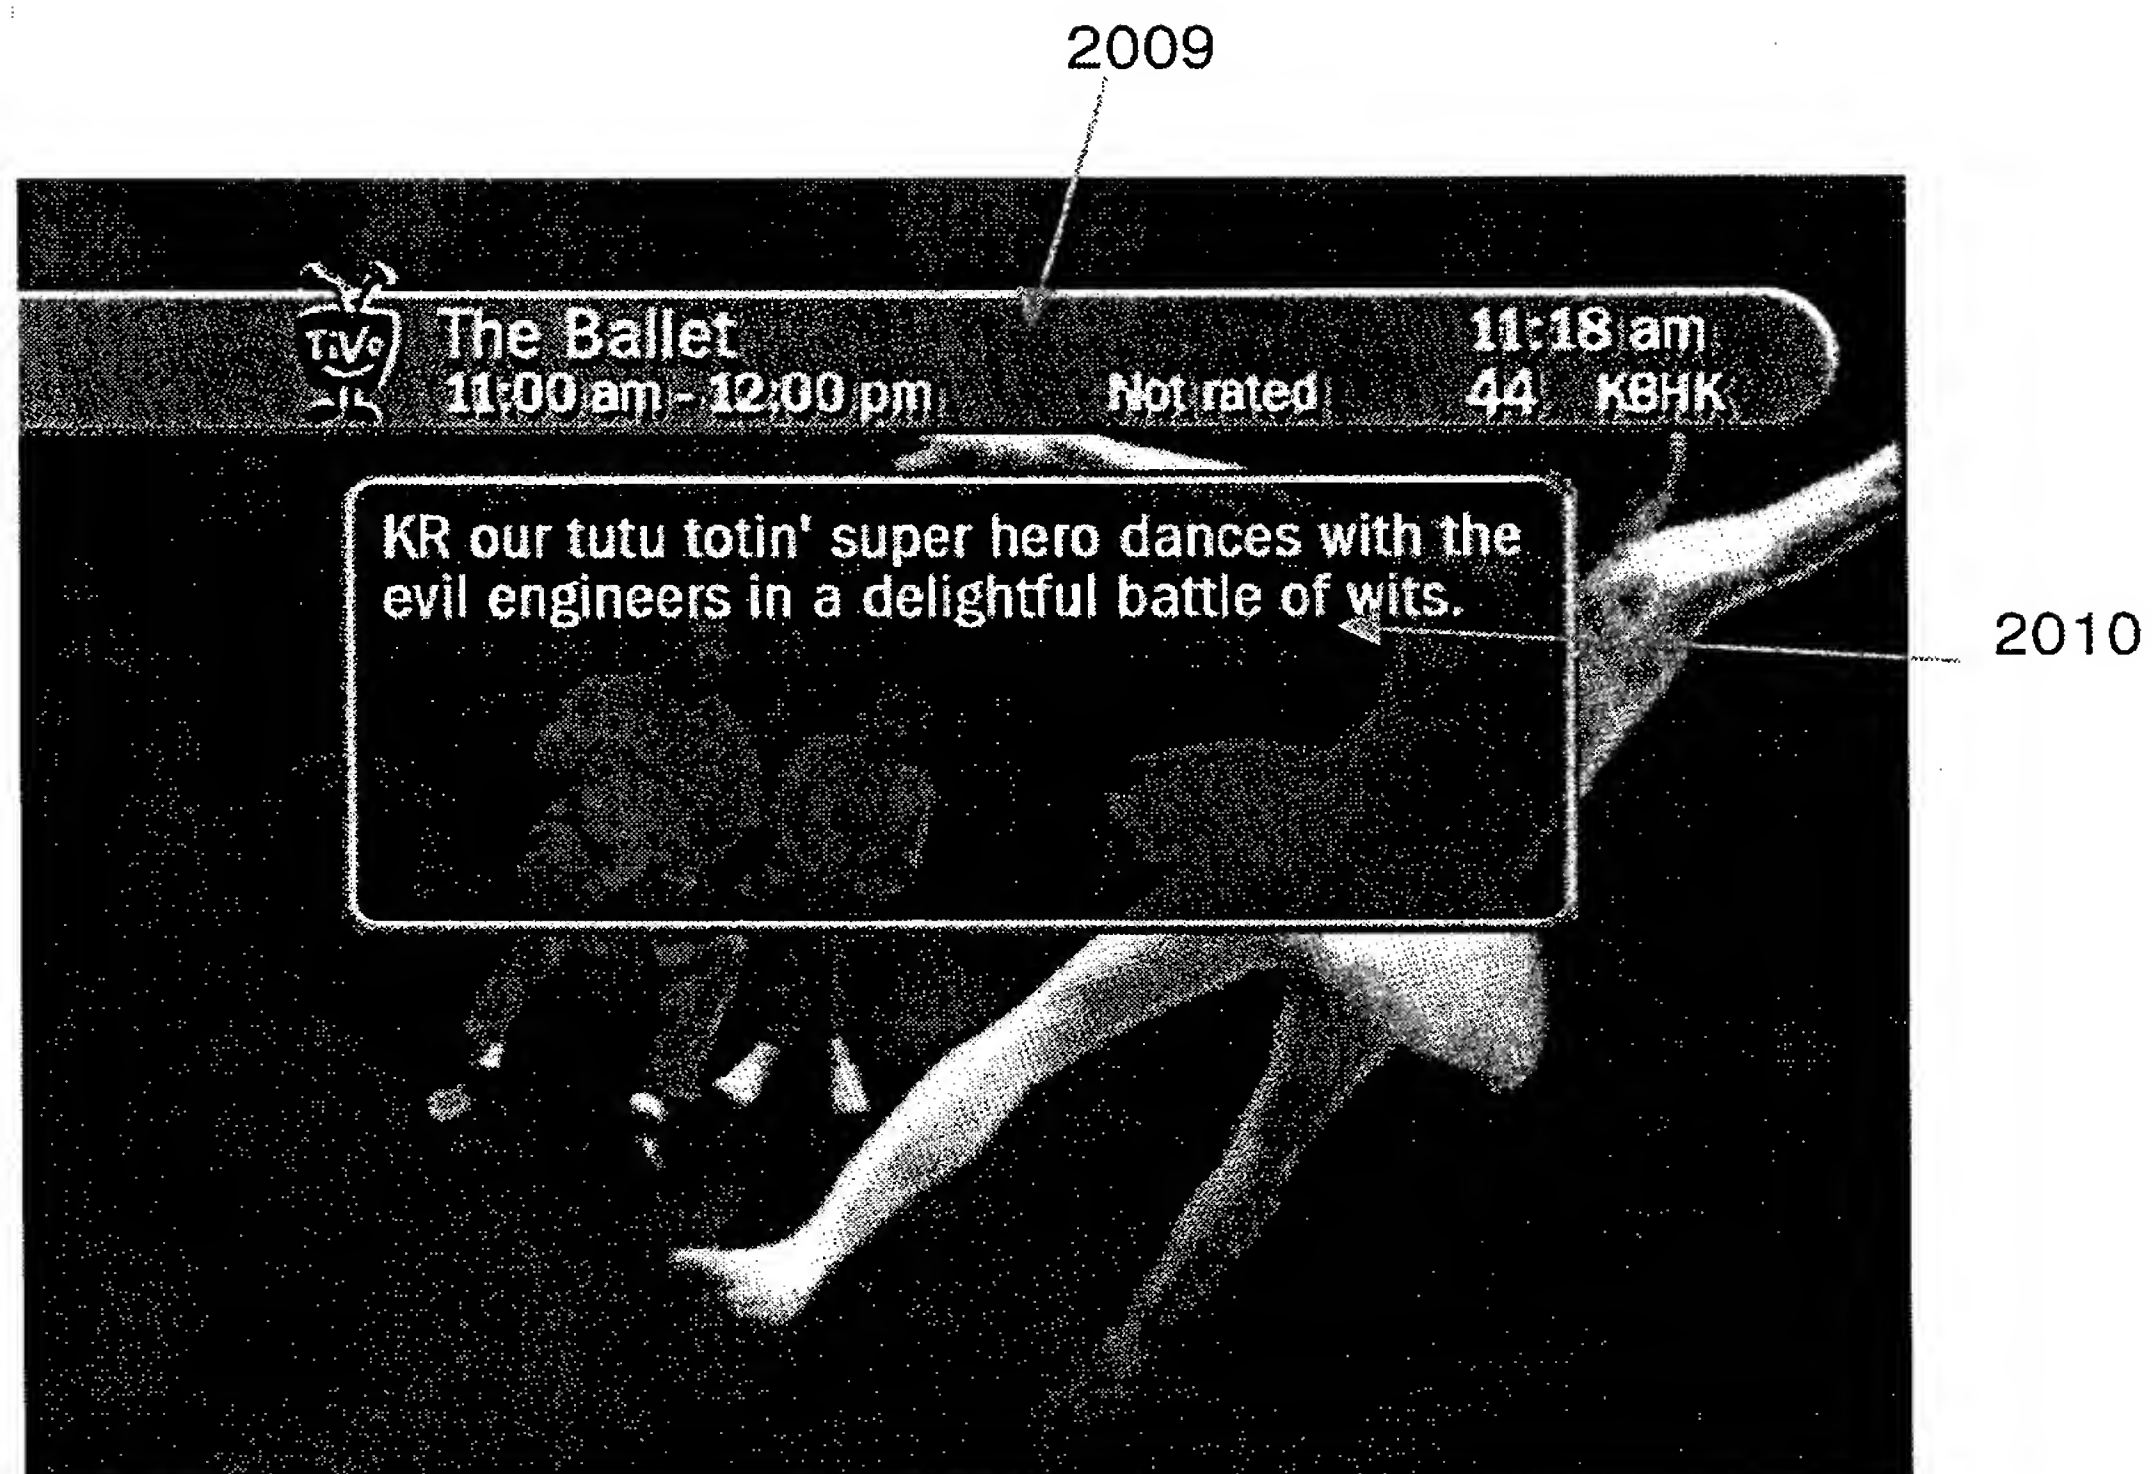 2009
TiVo The Ballet 11:18 am
11:00 am - 12:00 pm Not rated 44 KBHK
KR our tutu totin' super hero dances with the
evil engineers in a delightful battle of wits.
2010